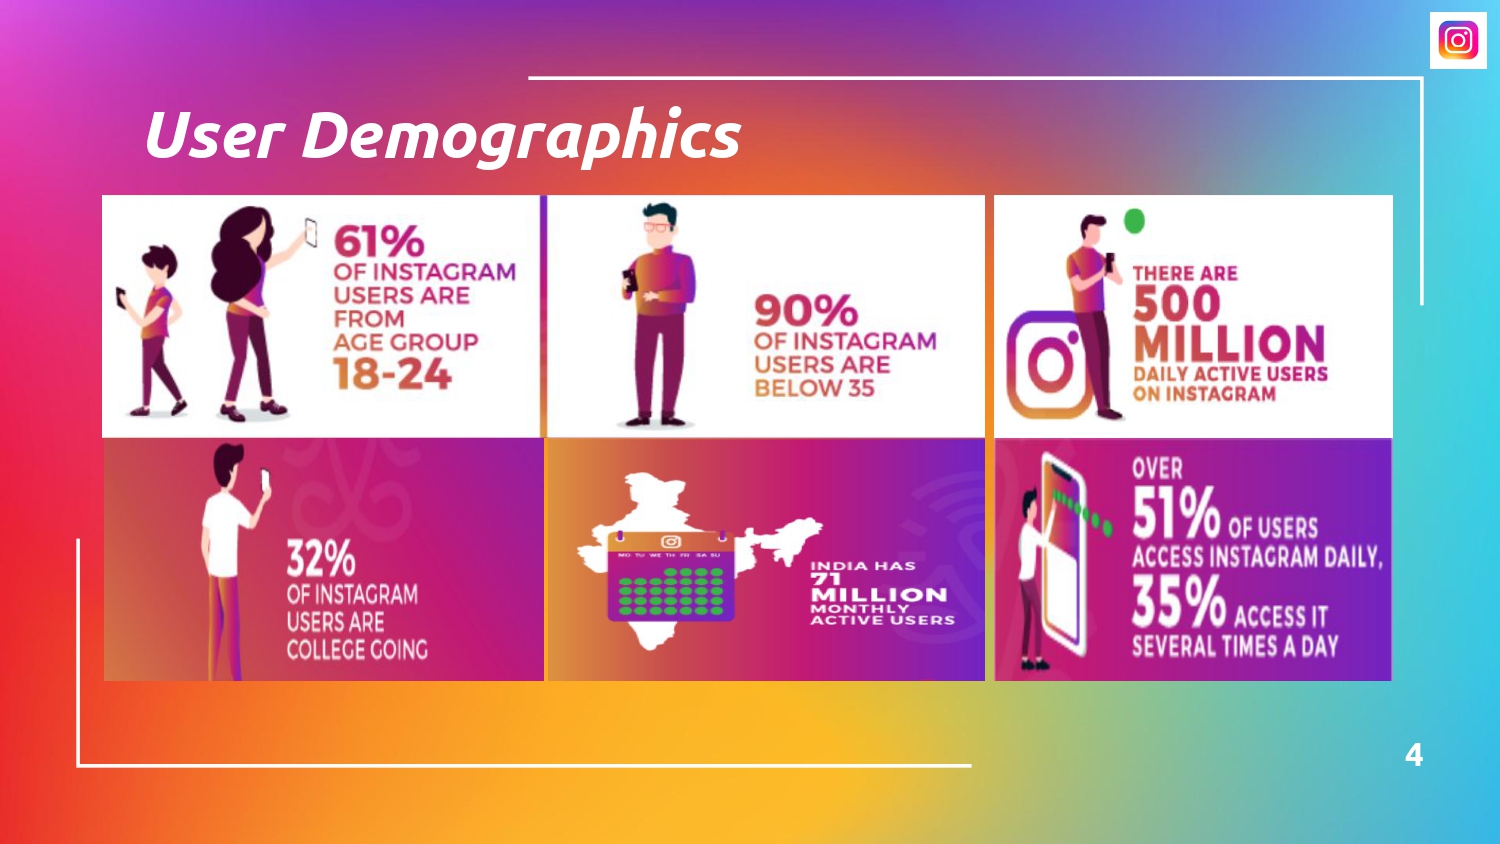 User Demographics
61%
OF INSTAGRAM
USERS ARE
FROM
AGE GROUP
18-24
90%
OF INSTAGRAM
USERS ARE
BELOW 35
THERE ARE
500
MILLION
DAILY ACTIVE USERS
ON INSTAGRAM
32%
OF INSTAGRAM
USERS ARE
COLLEGE GOING
MO TU WE TH FRI SA SU
INDIA HAS
71
MILLION
MONTHLY
ACTIVE USERS
OVER
51% OF USERS
ACCESS INSTAGRAM DAILY,
35% ACCESS IT
SEVERAL TIMES A DAY
4